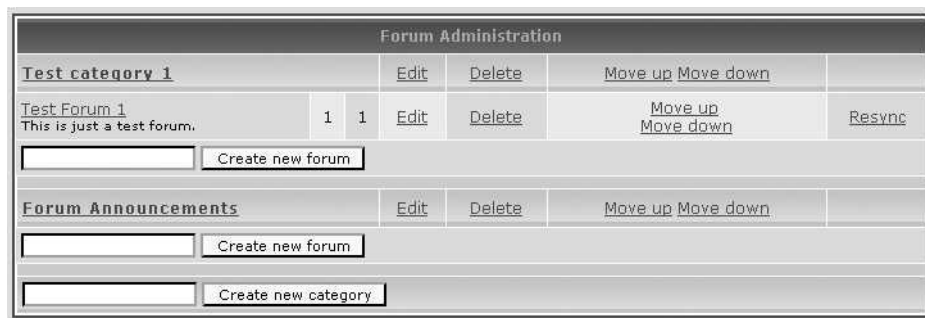 Forum Administration
Test category 1 Edit Delete Move up Move down
Test Forum 1 1 1 Edit Delete Move up Resync
This is just a test forum. Move down
Create new forum
Forum Announcements Edit Delete Move up Move down
Create new forum
Create new category